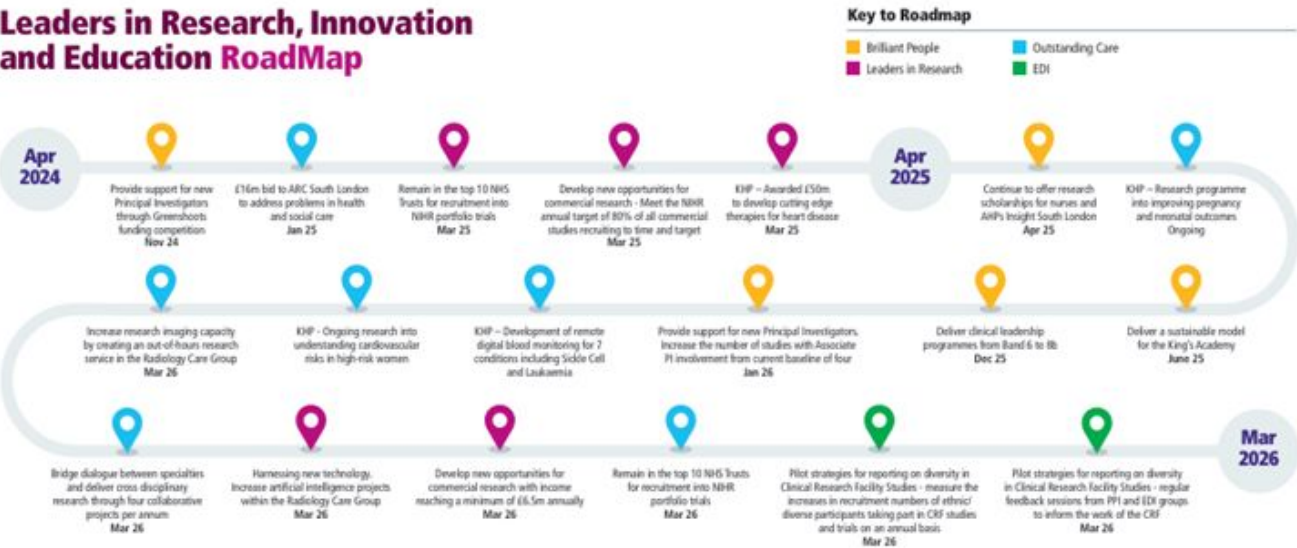 Leaders in Research, Innovation
and Education RoadMap
Key to Roadmap
Brilliant People
Outstanding Care
Leaders in Research
EDI
Apr
2024
Provide support for new
Principal Investigators
through Greenshoots
funding competition
Nov 24
£16m bid to ARC South London
to address problems in health
and social care
Jan 25
Remain in the top 10 NHS
Trusts for recruitment into
NIHR portfolio trials
Mar 25
Develop new opportunities for
commercial research - Meet the NIHR
annual target of 80% of all commercial
studies recruiting to time and target
Mar 25
KHP – Awarded £50m
to develop cutting edge
therapies for heart disease
Mar 25
Apr
2025
Continue to offer research
scholarships for nurses and
AHPs Insight South London
Apr 25
KHP – Research programme
into improving pregnancy
and neonatal outcomes
Ongoing
Increase research imaging capacity
by creating an out-of-hours research
service in the Radiology Care Group
Mar 26
KHP - Ongoing research into
understanding cardiovascular
risks in high-risk women
KHP – Development of remote
digital blood monitoring for 7
conditions including Sickle Cell
and Leukaemia
Provide support for new Principal Investigators.
Increase the number of studies with Associate
PI involvement from current baseline of four
Jan 26
Deliver clinical leadership
programmes from Band 6 to 8b
Dec 25
Deliver a sustainable model
for the King's Academy
June 25
Bridge dialogue between specialties
and deliver cross disciplinary
research through four collaborative
projects per annum
Mar 26
Harnessing new technology.
Increase artificial intelligence projects
within the Radiology Care Group
Mar 26
Develop new opportunities for
commercial research with income
reaching a minimum of £6.5m annually
Mar 26
Remain in the top 10 NHS Trusts
for recruitment into NIHR
portfolio trials
Mar 26
Pilot strategies for reporting on diversity in
Clinical Research Facility Studies - measure the
increases in recruitment numbers of ethnic/
diverse participants taking part in CRF studies
and trials on an annual basis
Mar 26
Pilot strategies for reporting on diversity
in Clinical Research Facility Studies - regular
feedback sessions from PPI and EDI groups
to inform the work of the CRF
Mar 26
Mar
2026